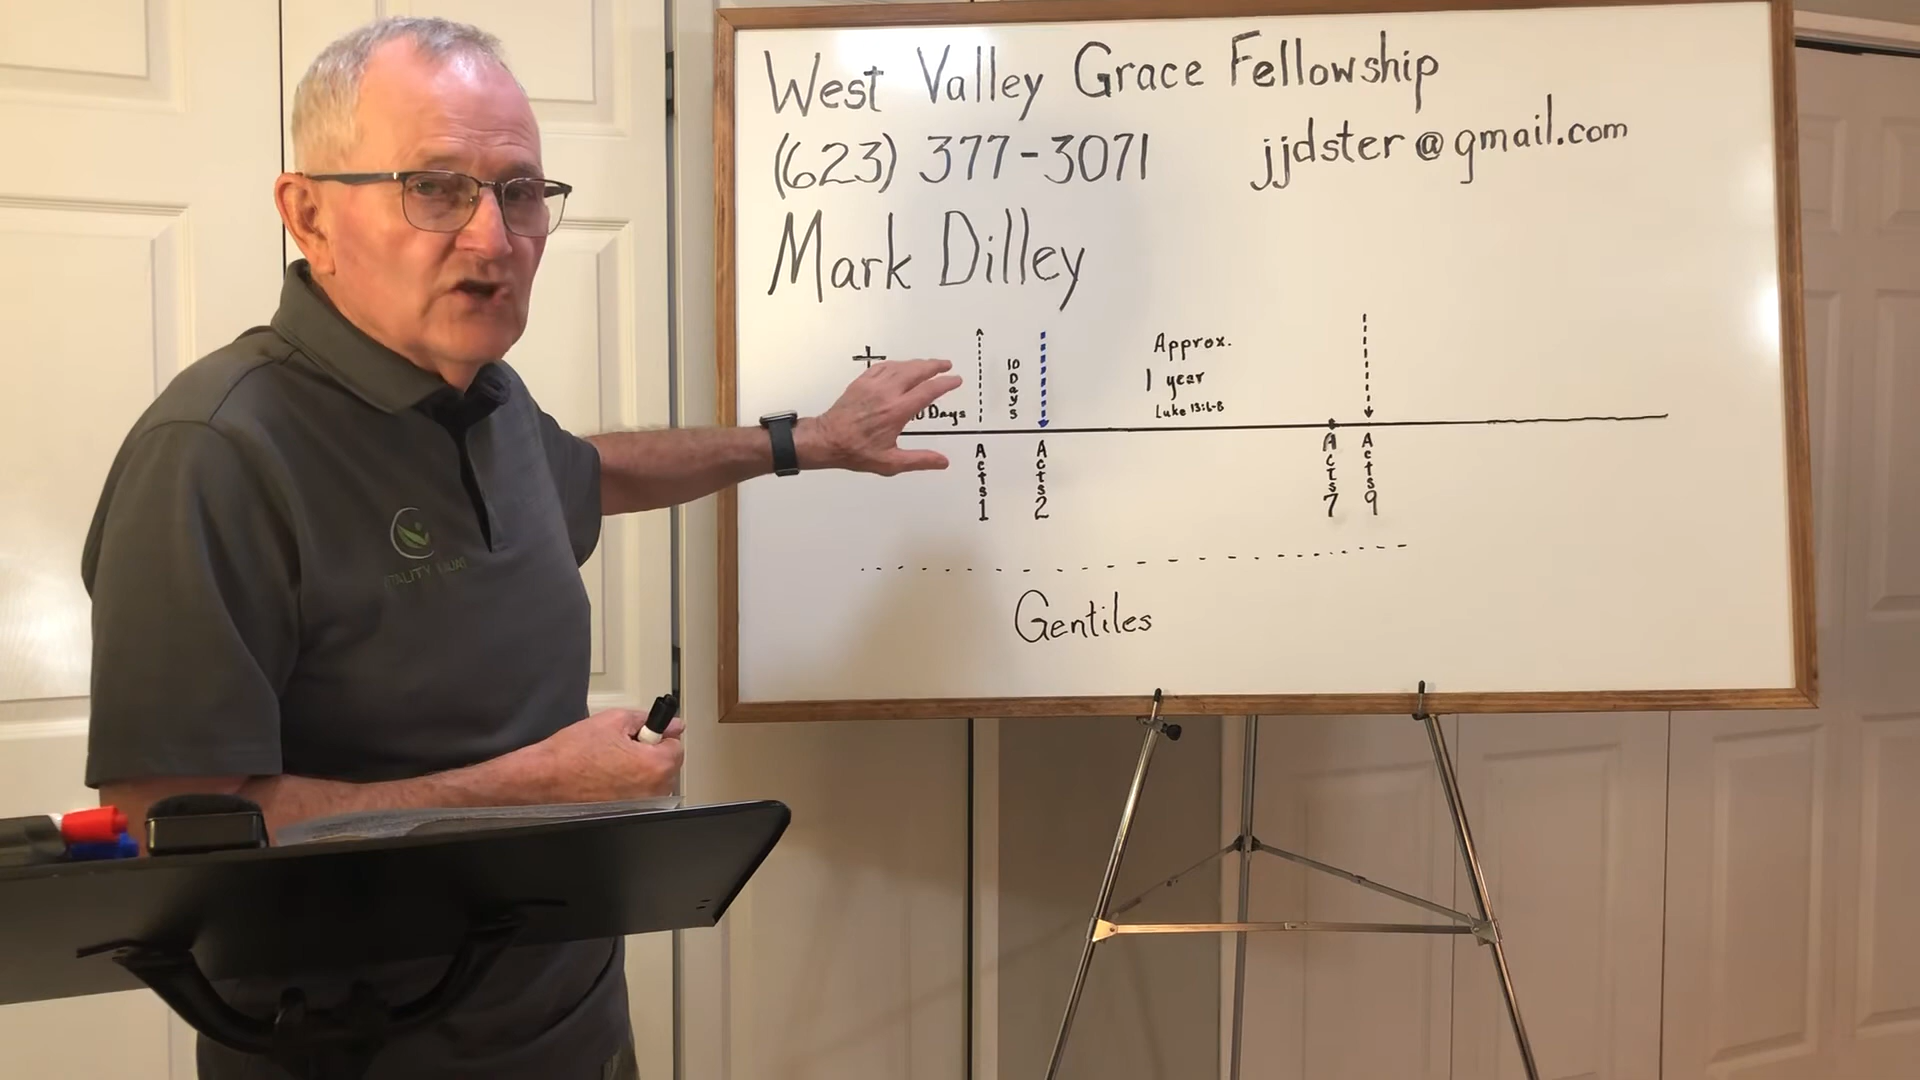 West Valley Grace Fellowship
(623) 377-3071 jjdster@gmail.com
Mark Dilley
Approx.
1 year
Luke 13:6-8
10 Days
Days
Acts 1
Acts 2
Acts 7
Acts 9
Gentiles